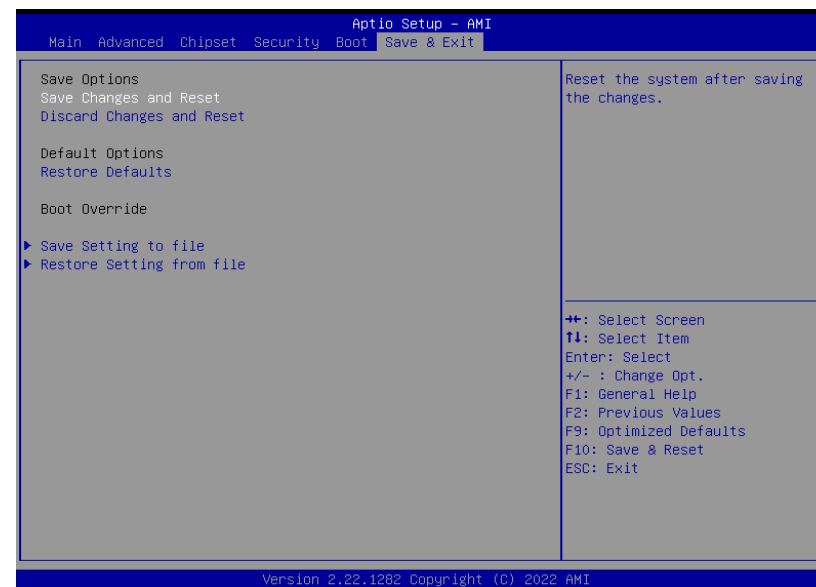 Aptio Setup – AMI
Main Advanced Chipset Security Boot Save & Exit
Save Options
Save Changes and Reset
Discard Changes and Reset
Default Options
Restore Defaults
Boot Override
▶ Save Setting to file
▶ Restore Setting from file
Reset the system after saving
the changes.
→←: Select Screen
↑↓: Select Item
Enter: Select
+/- : Change Opt.
F1: General Help
F2: Previous Values
F9: Optimized Defaults
F10: Save & Reset
ESC: Exit
Version 2.22.1282 Copyright (C) 2022 AMI